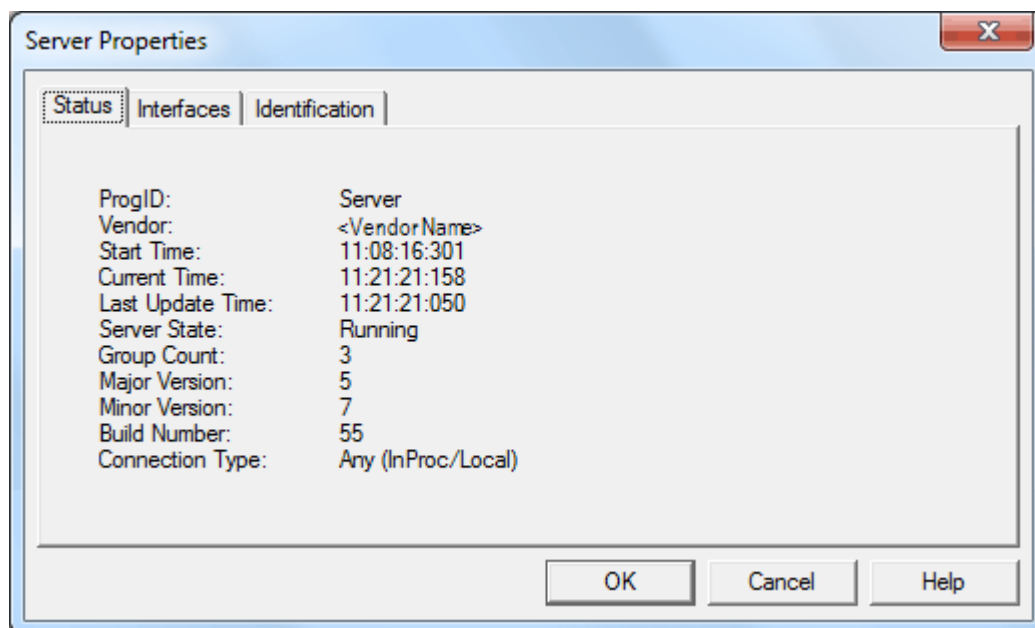 Server Properties
Status Interfaces Identification
ProgID: Server
Vendor: <VendorName>
Start Time: 11:08:16:301
Current Time: 11:21:21:158
Last Update Time: 11:21:21:050
Server State: Running
Group Count: 3
Major Version: 5
Minor Version: 7
Build Number: 55
Connection Type: Any (InProc/Local)
OK Cancel Help